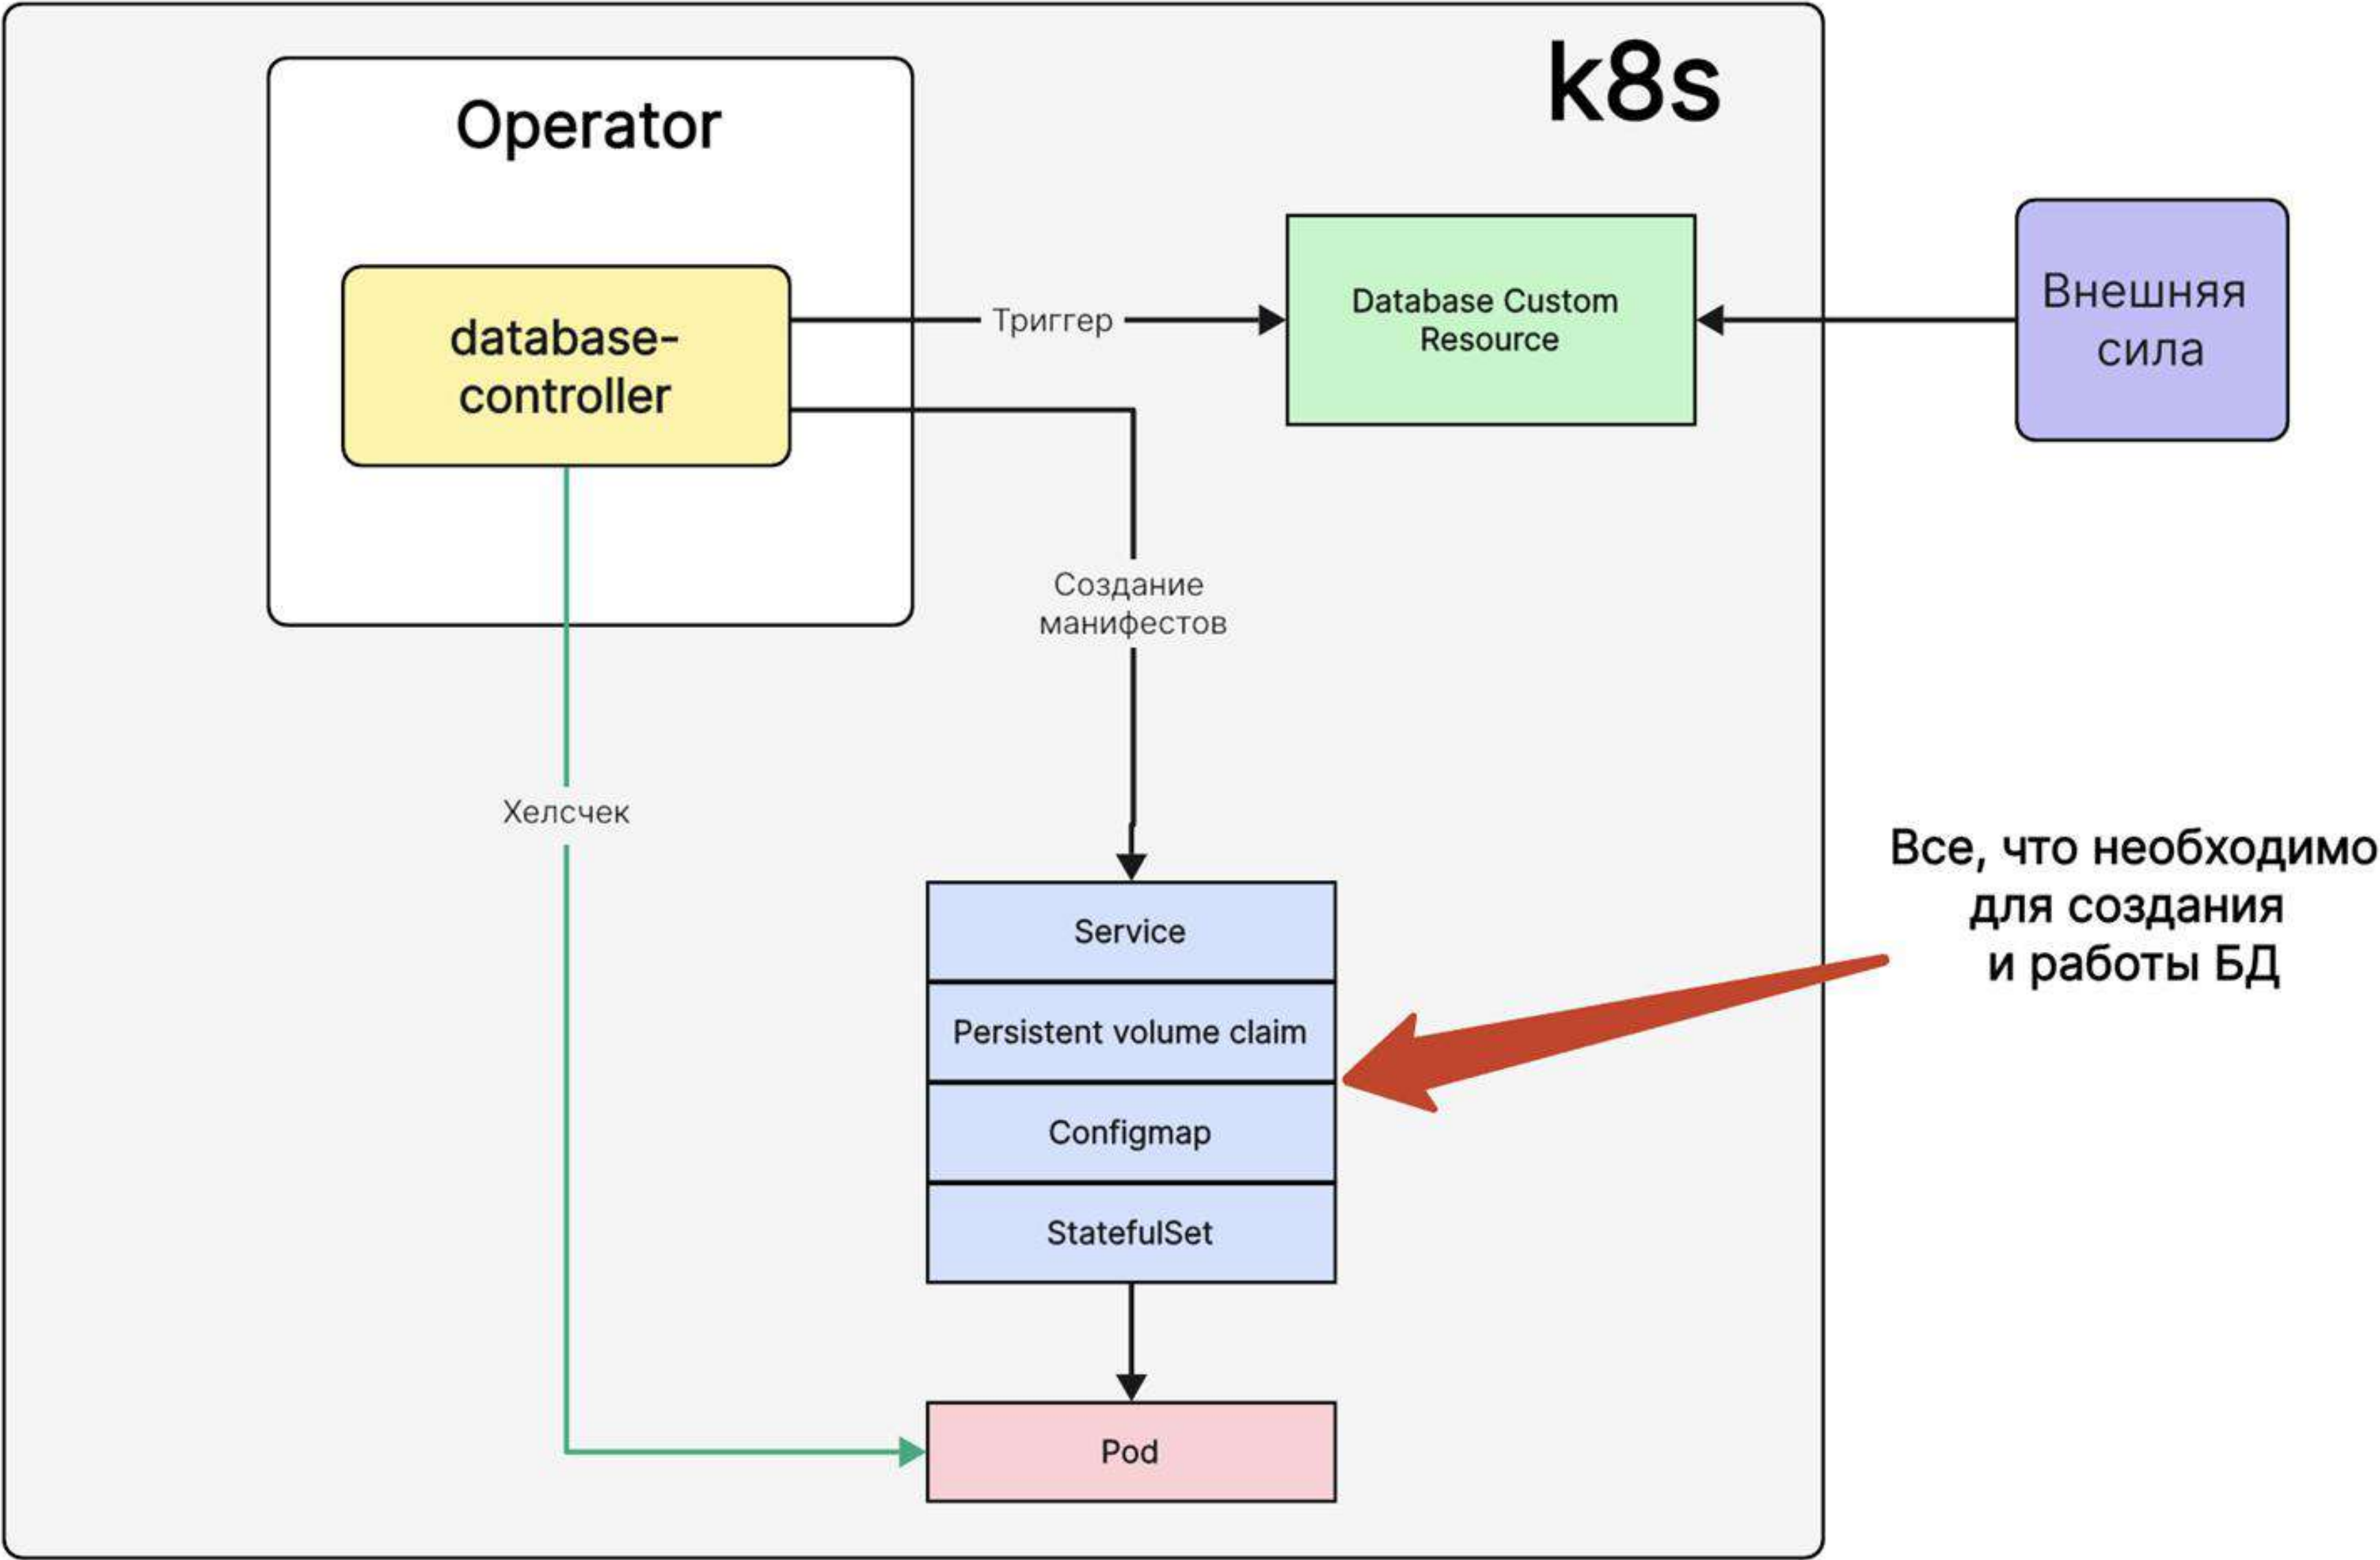 k8s
Operator
database-
controller
Триггер
Database Custom
Resource
Внешняя
сила
Создание
манифестов
Хелсчек
Все, что необходимо
для создания
и работы БД
Service
Persistent volume claim
Configmap
StatefulSet
Pod